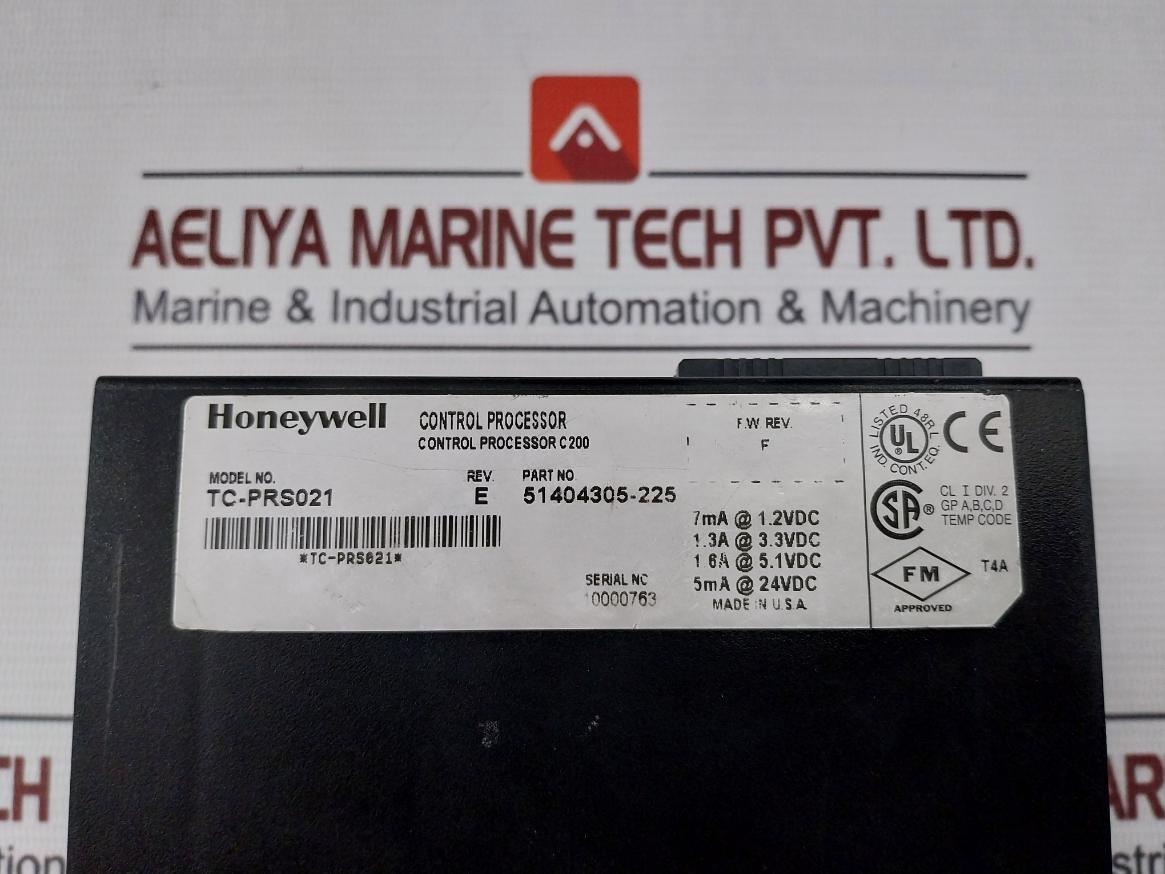 AELIYA MARINE TECH PVT. LTD.
Marine & Industrial Automation & Machinery
Honeywell
CONTROL PROCESSOR
CONTROL PROCESSOR C200
F.W REV.
F
MODEL NO.
TC-PRS021
REV.
E
PART NO
51404305-225
*TC-PRS021*
SERIAL NO
10000763
7mA @ 1.2VDC
1.3A @ 3.3VDC
1 6A @ 5.1VDC
5mA @ 24VDC
MADE IN U.S.A.
LISTED 48RL
UL ®
IND. CONT. EQ.
CE
SA ®
CL I DIV. 2
GP A,B,C,D
TEMP CODE
FM
T4A
APPROVED
CH
tion
AR
stri